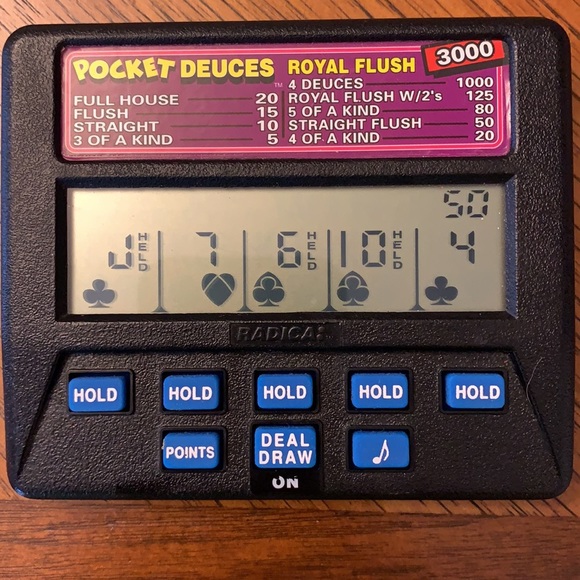 POCKET DEUCES™ ROYAL FLUSH 3000
4 DEUCES 1000
FULL HOUSE 20 ROYAL FLUSH W/2's 125
FLUSH 15 5 OF A KIND 80
STRAIGHT 10 STRAIGHT FLUSH 50
3 OF A KIND 5 4 OF A KIND 20
50
J HELD 7 6 HELD 10 HELD 4
RADICA:
HOLD HOLD HOLD HOLD HOLD
POINTS DEAL DRAW
ON